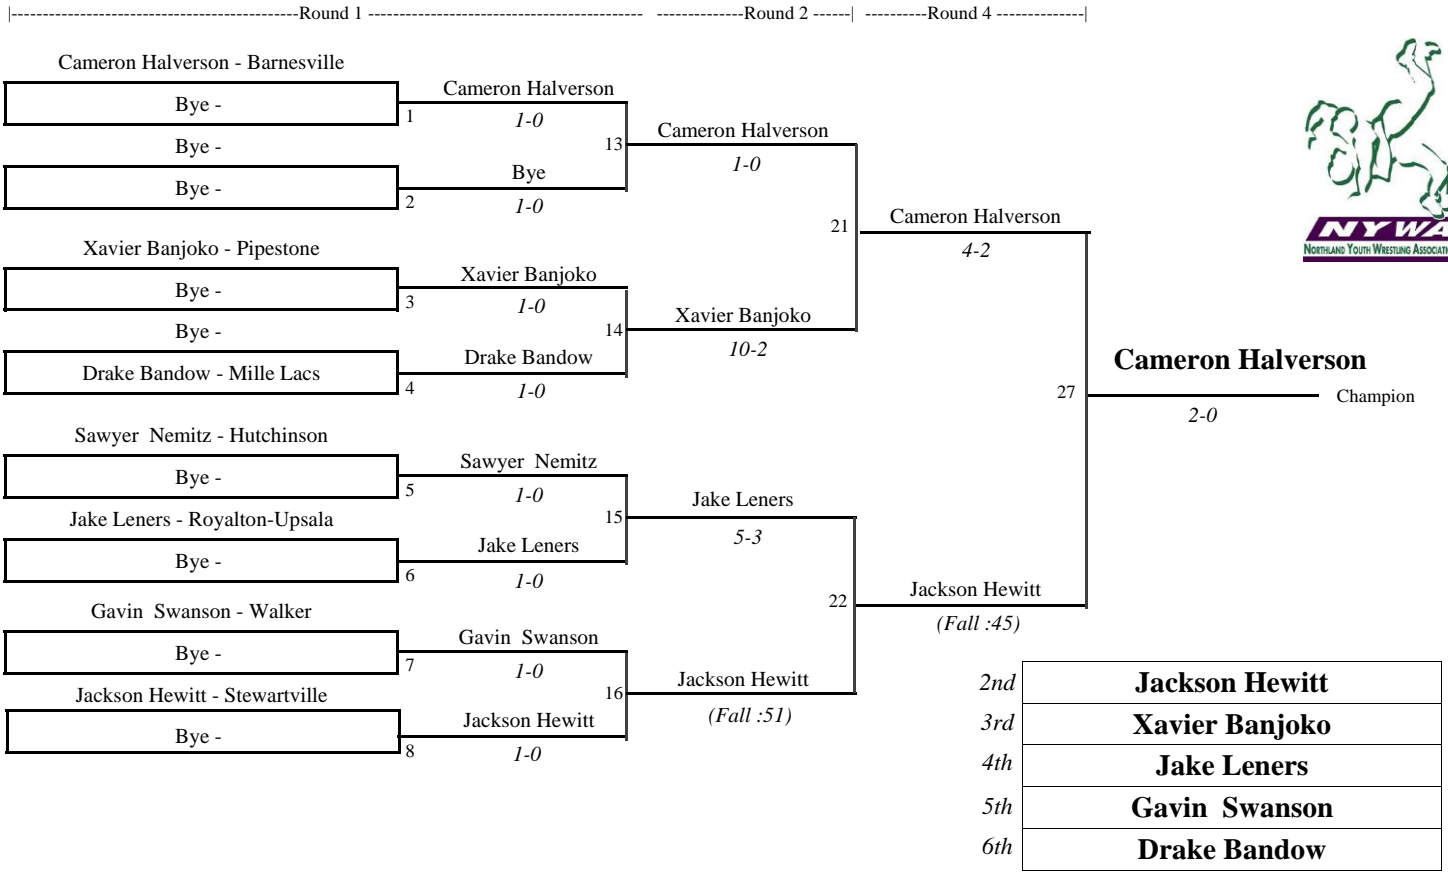 |----------------------------------------------Round 1 -------------------------------------------- --------------Round 2 ------| ----------Round 4 --------------|
Cameron Halverson - Barnesville
Bye -
1
Cameron Halverson
1-0
Bye -
Bye -
2
Bye
1-0
13
Cameron Halverson
1-0
Xavier Banjoko - Pipestone
Bye -
3
Xavier Banjoko
1-0
Bye -
Drake Bandow - Mille Lacs
4
Drake Bandow
1-0
14
Xavier Banjoko
10-2
21
Cameron Halverson
4-2
Sawyer  Nemitz - Hutchinson
Bye -
5
Sawyer  Nemitz
1-0
Jake Leners - Royalton-Upsala
Bye -
6
Jake Leners
1-0
15
Jake Leners
5-3
Gavin  Swanson - Walker
Bye -
7
Gavin  Swanson
1-0
Jackson Hewitt - Stewartville
Bye -
8
Jackson Hewitt
1-0
16
Jackson Hewitt
(Fall :51)
22
Jackson Hewitt
(Fall :45)
27
Cameron Halverson
Champion
2-0
NYWA
NORTHLAND YOUTH WRESTLING ASSOCIATI
2nd Jackson Hewitt
3rd Xavier Banjoko
4th Jake Leners
5th Gavin  Swanson
6th Drake Bandow